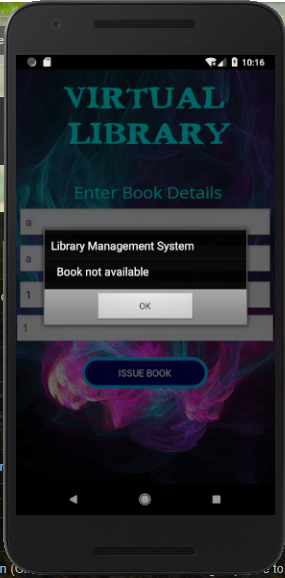 10:16
VIRTUAL
LIBRARY
Enter Book Details
a
Library Management System
a
Book not available
1
OK
1
ISSUE BOOK